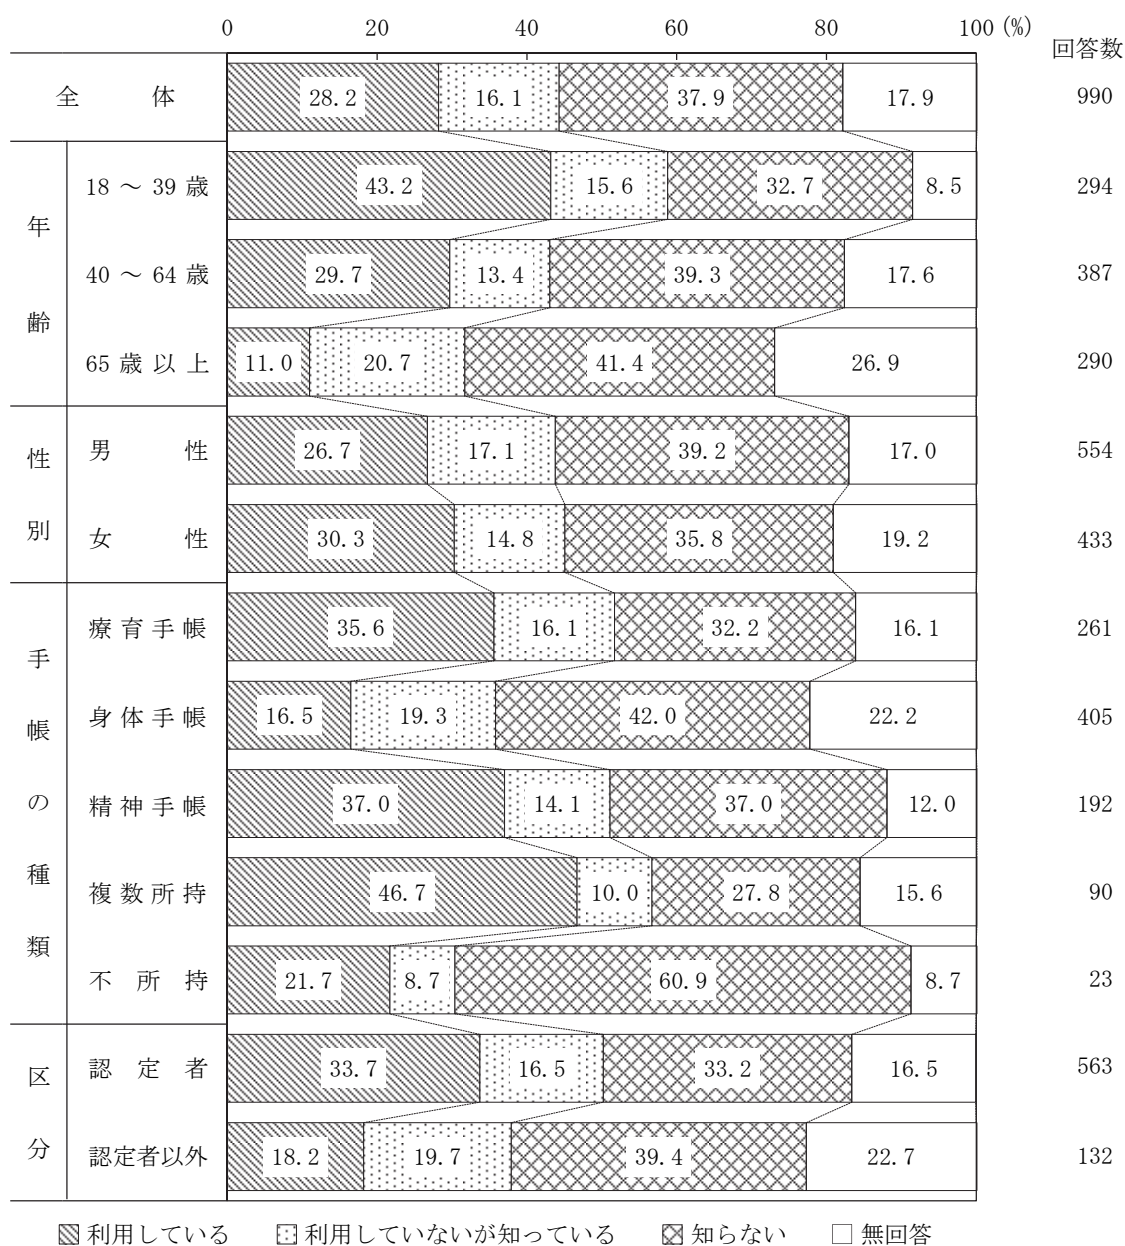 0 20 40 60 80 100 (%)
回答数
全体 28.2 16.1 37.9 17.9 990
年齢
18～39歳 43.2 15.6 32.7 8.5 294
40～64歳 29.7 13.4 39.3 17.6 387
65歳以上 11.0 20.7 41.4 26.9 290
性別
男性 26.7 17.1 39.2 17.0 554
女性 30.3 14.8 35.8 19.2 433
手帳の種類
療育手帳 35.6 16.1 32.2 16.1 261
身体手帳 16.5 19.3 42.0 22.2 405
精神手帳 37.0 14.1 37.0 12.0 192
複数所持 46.7 10.0 27.8 15.6 90
不所持 21.7 8.7 60.9 8.7 23
区分
認定者 33.7 16.5 33.2 16.5 563
認定者以外 18.2 19.7 39.4 22.7 132
利用している 利用していないが知っている 知らない 無回答